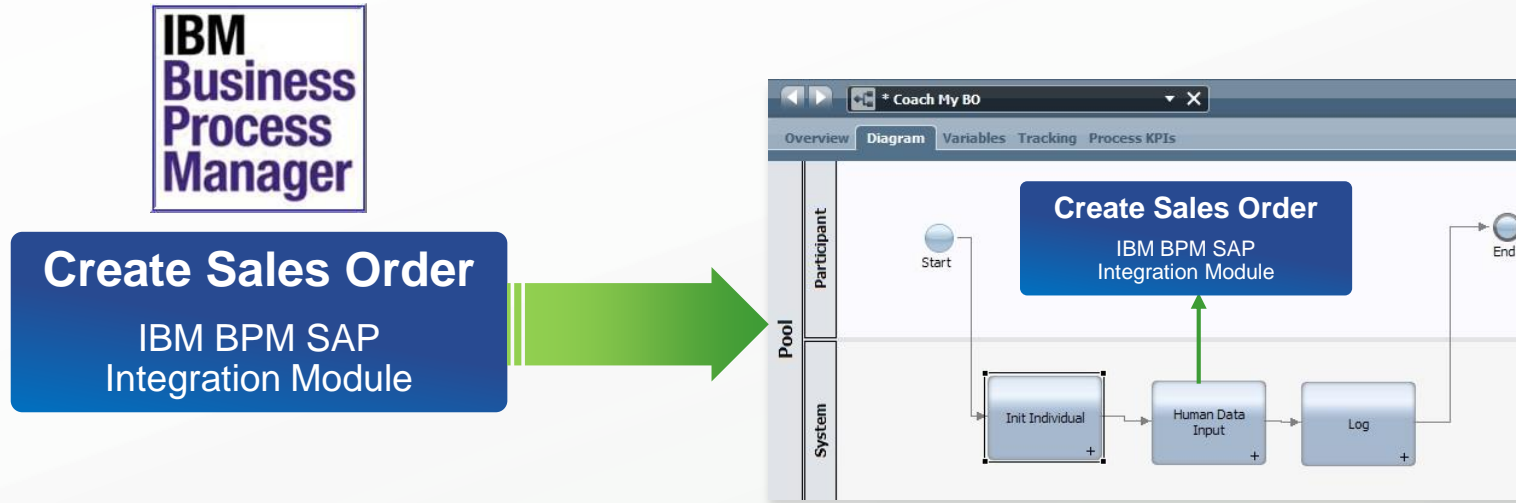 IBM
Business
Process
Manager
Create Sales Order
IBM BPM SAP
Integration Module
* Coach My BO
Overview Diagram Variables Tracking Process KPIs
Pool
Participant
Start
Create Sales Order
IBM BPM SAP
Integration Module
End
System
Init Individual
+
Human Data
Input
+
Log
+